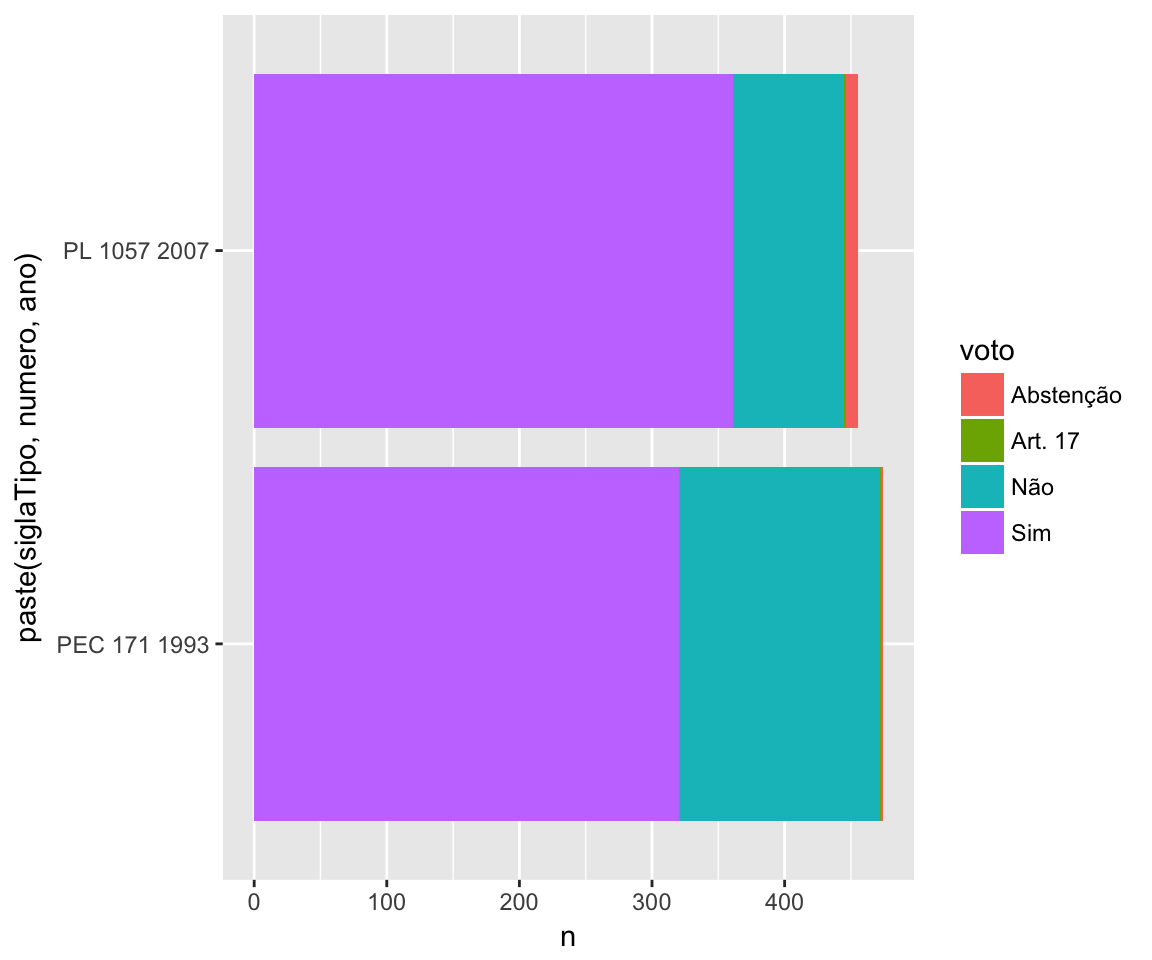 paste(siglaTipo, numero, ano)
PL 1057 2007
PEC 171 1993
0 100 200 300 400
n
voto
Abstenção
Art. 17
Não
Sim